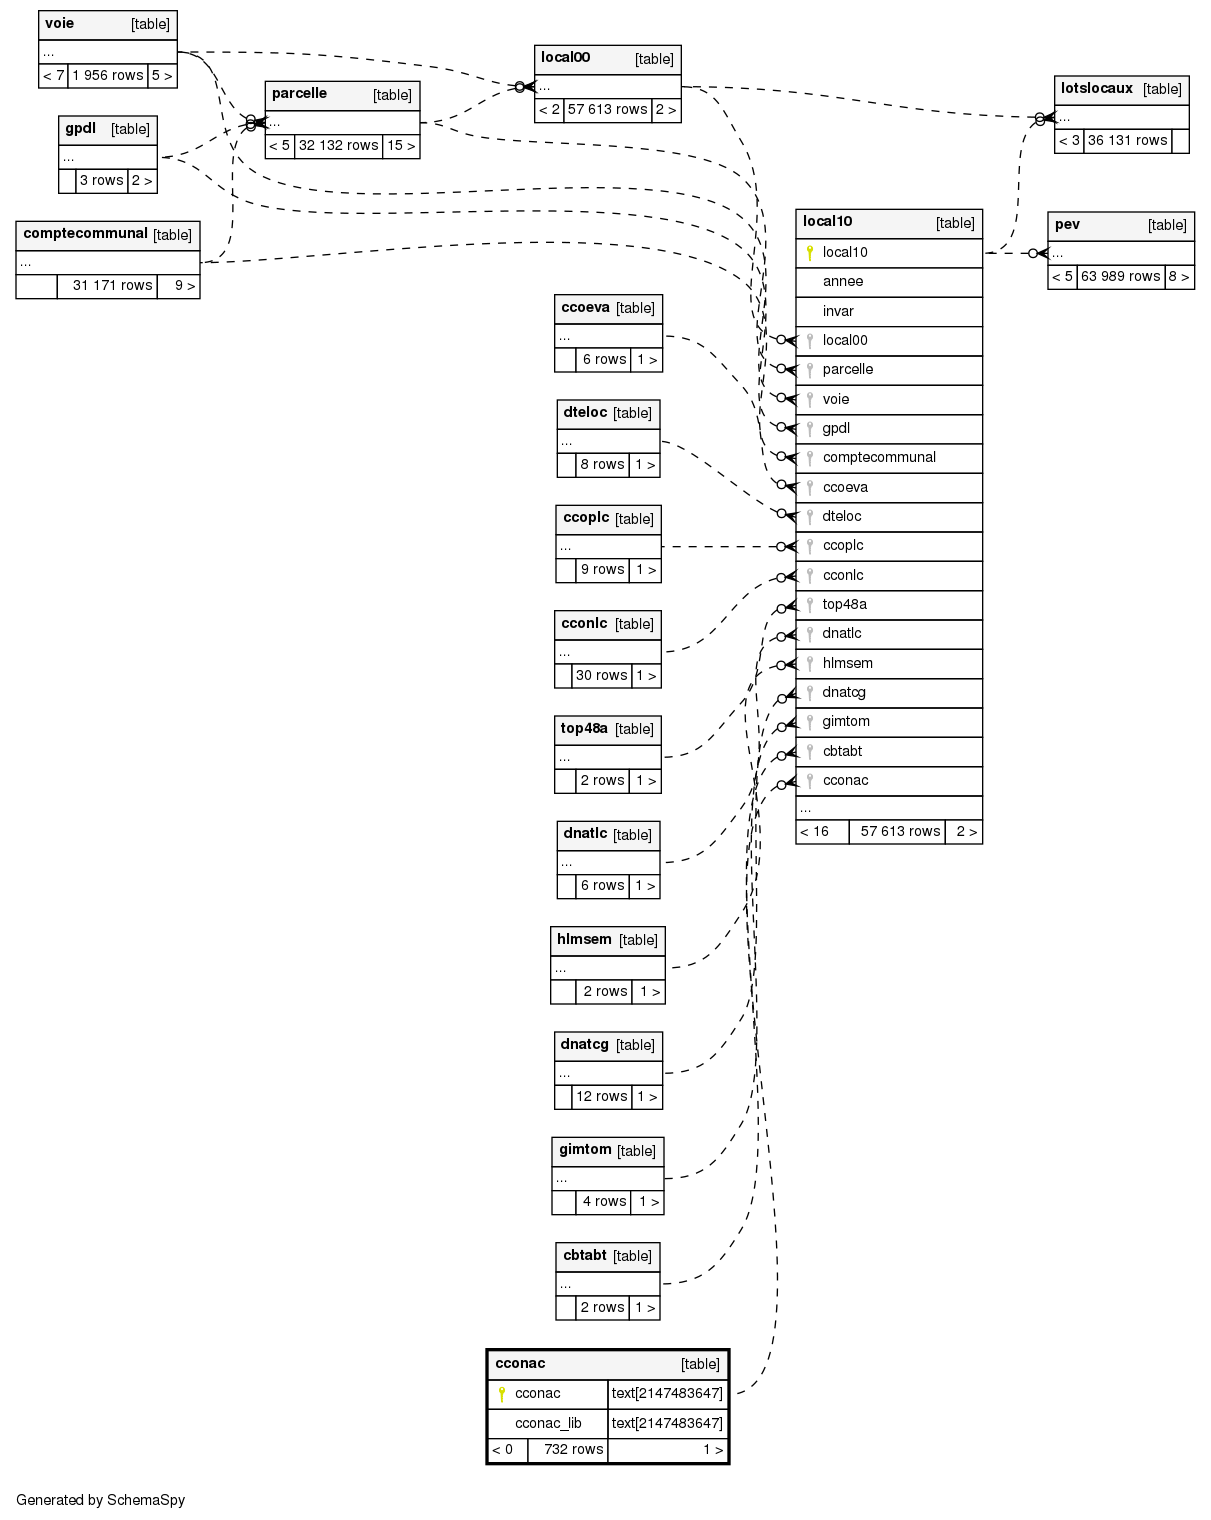 voie [table]
...
< 7 1 956 rows 5 >
gpdl [table]
...
3 rows 2 >
comptecommunal [table]
...
31 171 rows 9 >
parcelle [table]
...
< 5 32 132 rows 15 >
local00 [table]
...
< 2 57 613 rows 2 >
lotslocaux [table]
...
< 3 36 131 rows
pev [table]
...
< 5 63 989 rows 8 >
local10 [table]
local10
annee
invar
local00
parcelle
voie
gpdl
comptecommunal
ccoeva
dteloc
ccoplc
cconlc
top48a
dnatlc
hlmsem
dnatcg
gimtom
cbtabt
cconac
...
< 16 57 613 rows 2 >
ccoeva [table]
...
6 rows 1 >
dteloc [table]
...
8 rows 1 >
ccoplc [table]
...
9 rows 1 >
cconlc [table]
...
30 rows 1 >
top48a [table]
...
2 rows 1 >
dnatlc [table]
...
6 rows 1 >
hlmsem [table]
...
2 rows 1 >
dnatcg [table]
...
12 rows 1 >
gimtom [table]
...
4 rows 1 >
cbtabt [table]
...
2 rows 1 >
cconac [table]
cconac text[2147483647]
cconac_lib text[2147483647]
< 0 732 rows 1 >
Generated by SchemaSpy